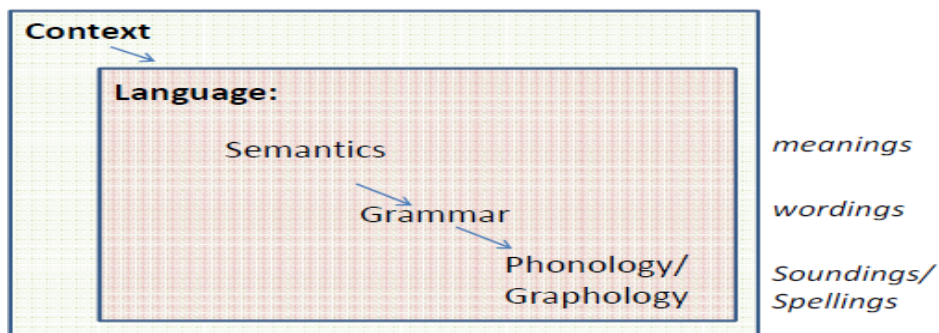 Context
Language:
Semantics
meanings
Grammar
wordings
Phonology/
Graphology
Soundings/
Spellings